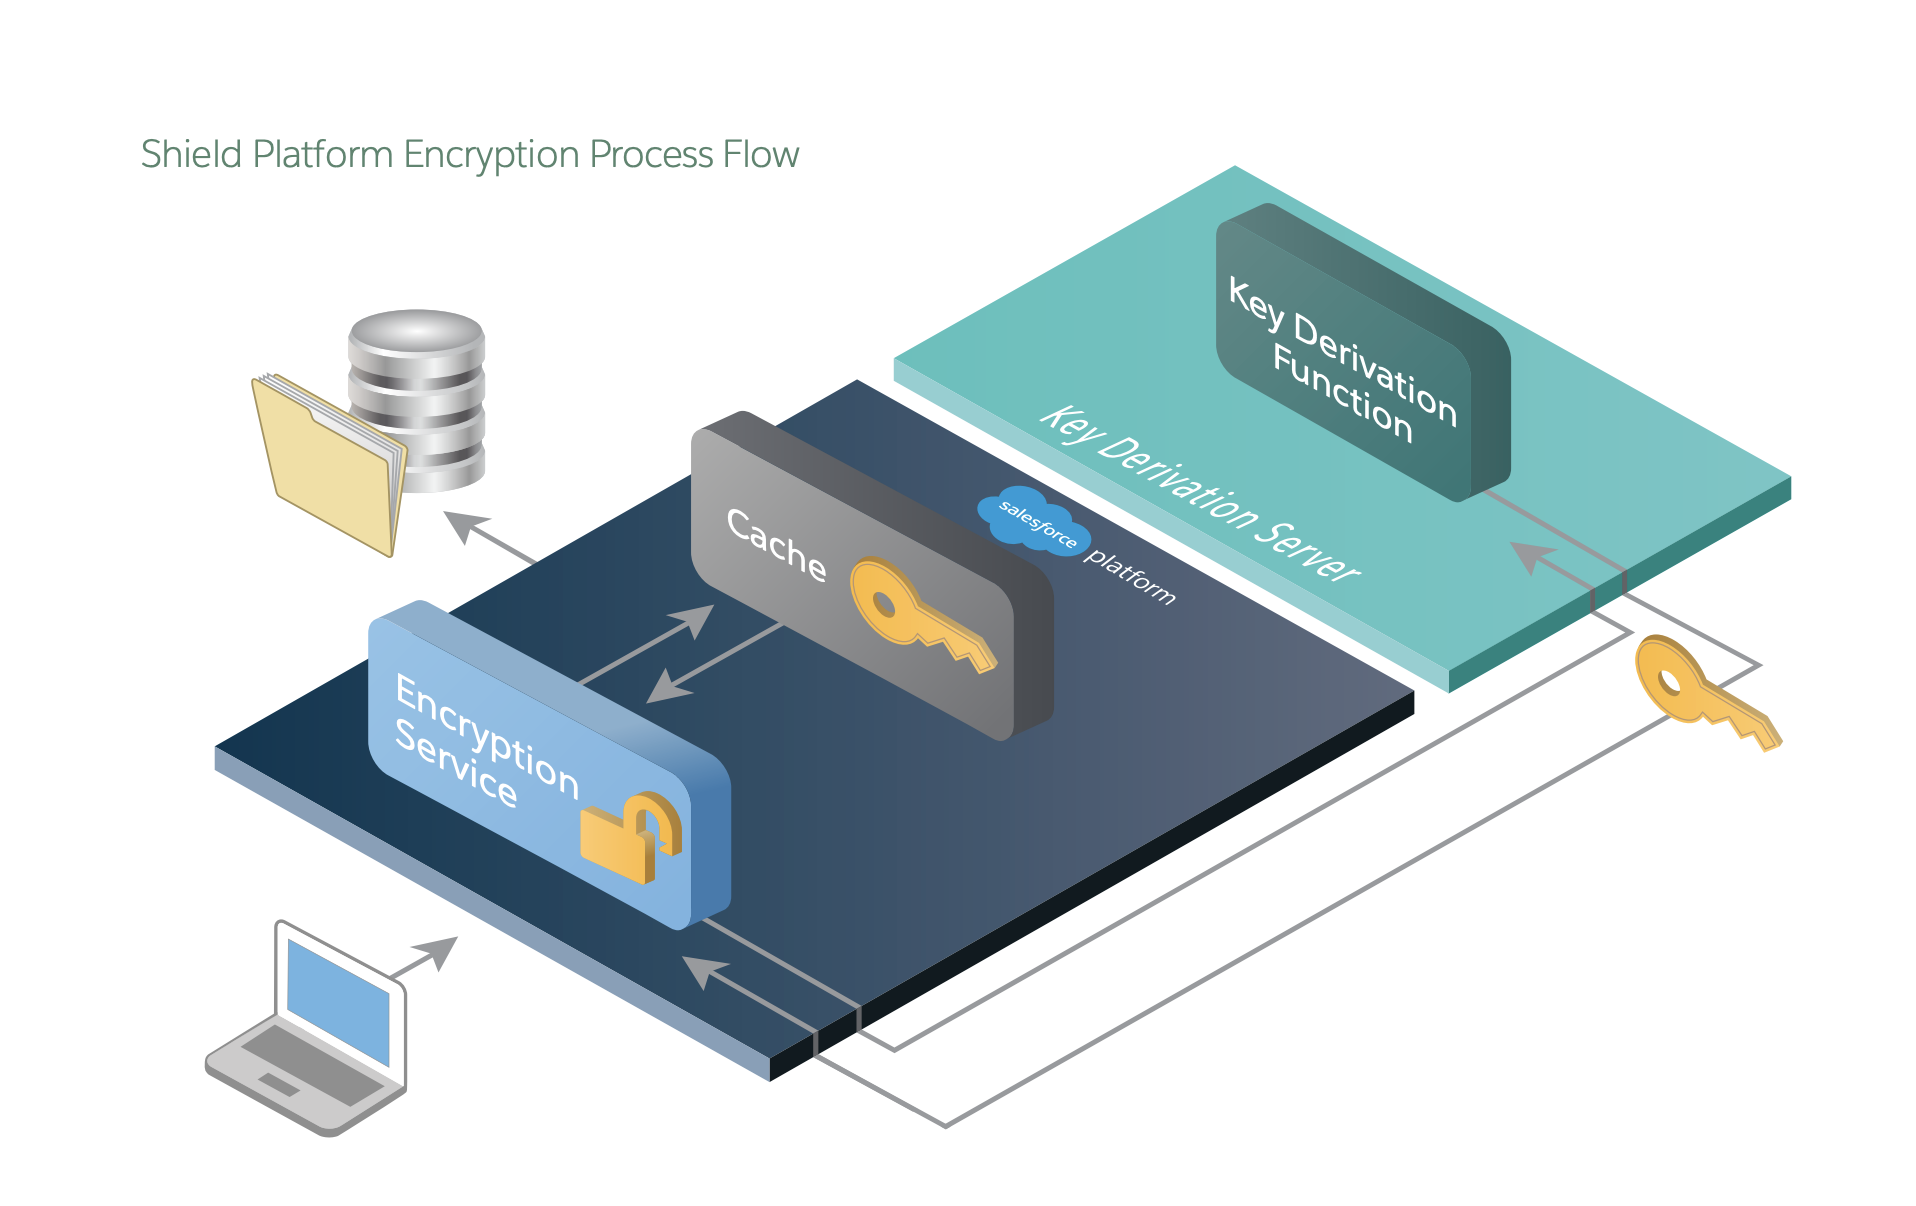 Shield Platform Encryption Process Flow
Key Derivation
Function
Key Derivation Server
salesforce
platform
Cache
Encryption
Service